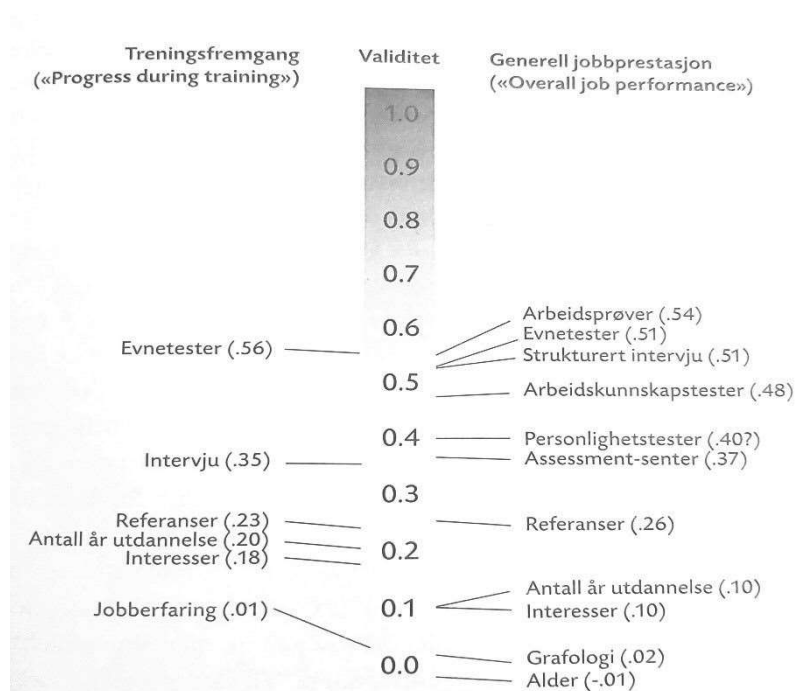 Treningsfremgang
(«Progress during training»)
Validitet
Generell jobbprestasjon
(«Overall job performance»)
1.0
0.9
0.8
0.7
0.6
0.5
0.4
0.3
0.2
0.1
0.0
Evnetester (.56)
Intervju (.35)
Referanser (.23)
Antall år utdannelse (.20)
Interesser (.18)
Jobberfaring (.01)
Arbeidsprøver (.54)
Evnetester (.51)
Strukturert intervju (.51)
Arbeidskunnskapstester (.48)
Personlighetstester (.40?)
Assessment-senter (.37)
Referanser (.26)
Antall år utdannelse (.10)
Interesser (.10)
Grafologi (.02)
Alder (-.01)